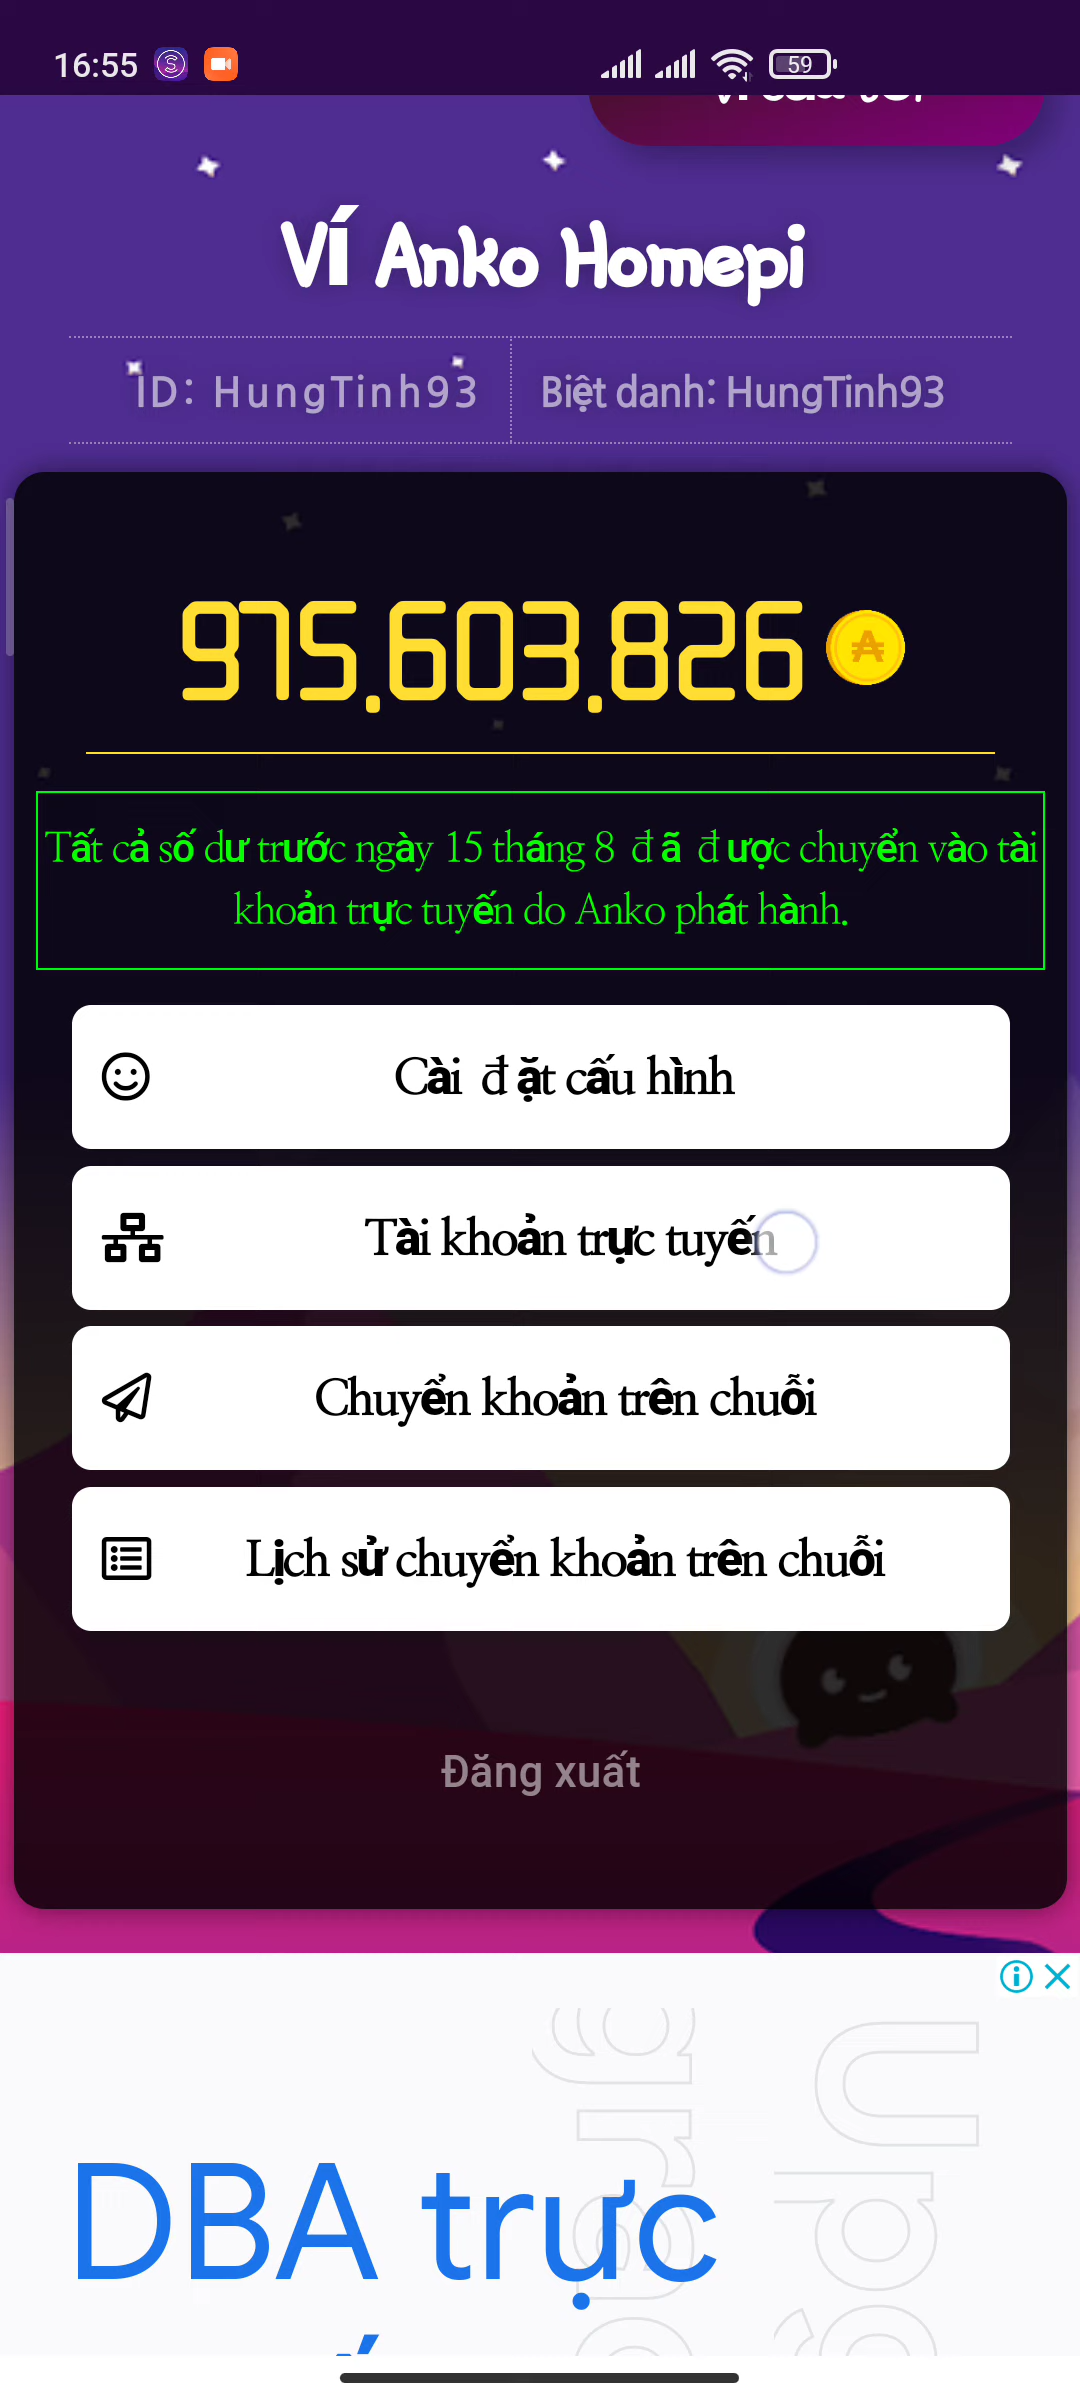 16:55
59
Ví Anko Homepi
ID: HungTinh93
Biệt danh: HungTinh93
975.603.826
Tất cả số dư trước ngày 15 tháng 8 đã được chuyển vào tài
khoản trực tuyến do Anko phát hành.
Cài đặt cấu hình
Tài khoản trực tuyến
Chuyển khoản trên chuỗi
Lịch sử chuyển khoản trên chuỗi
Đăng xuất
DBA trực